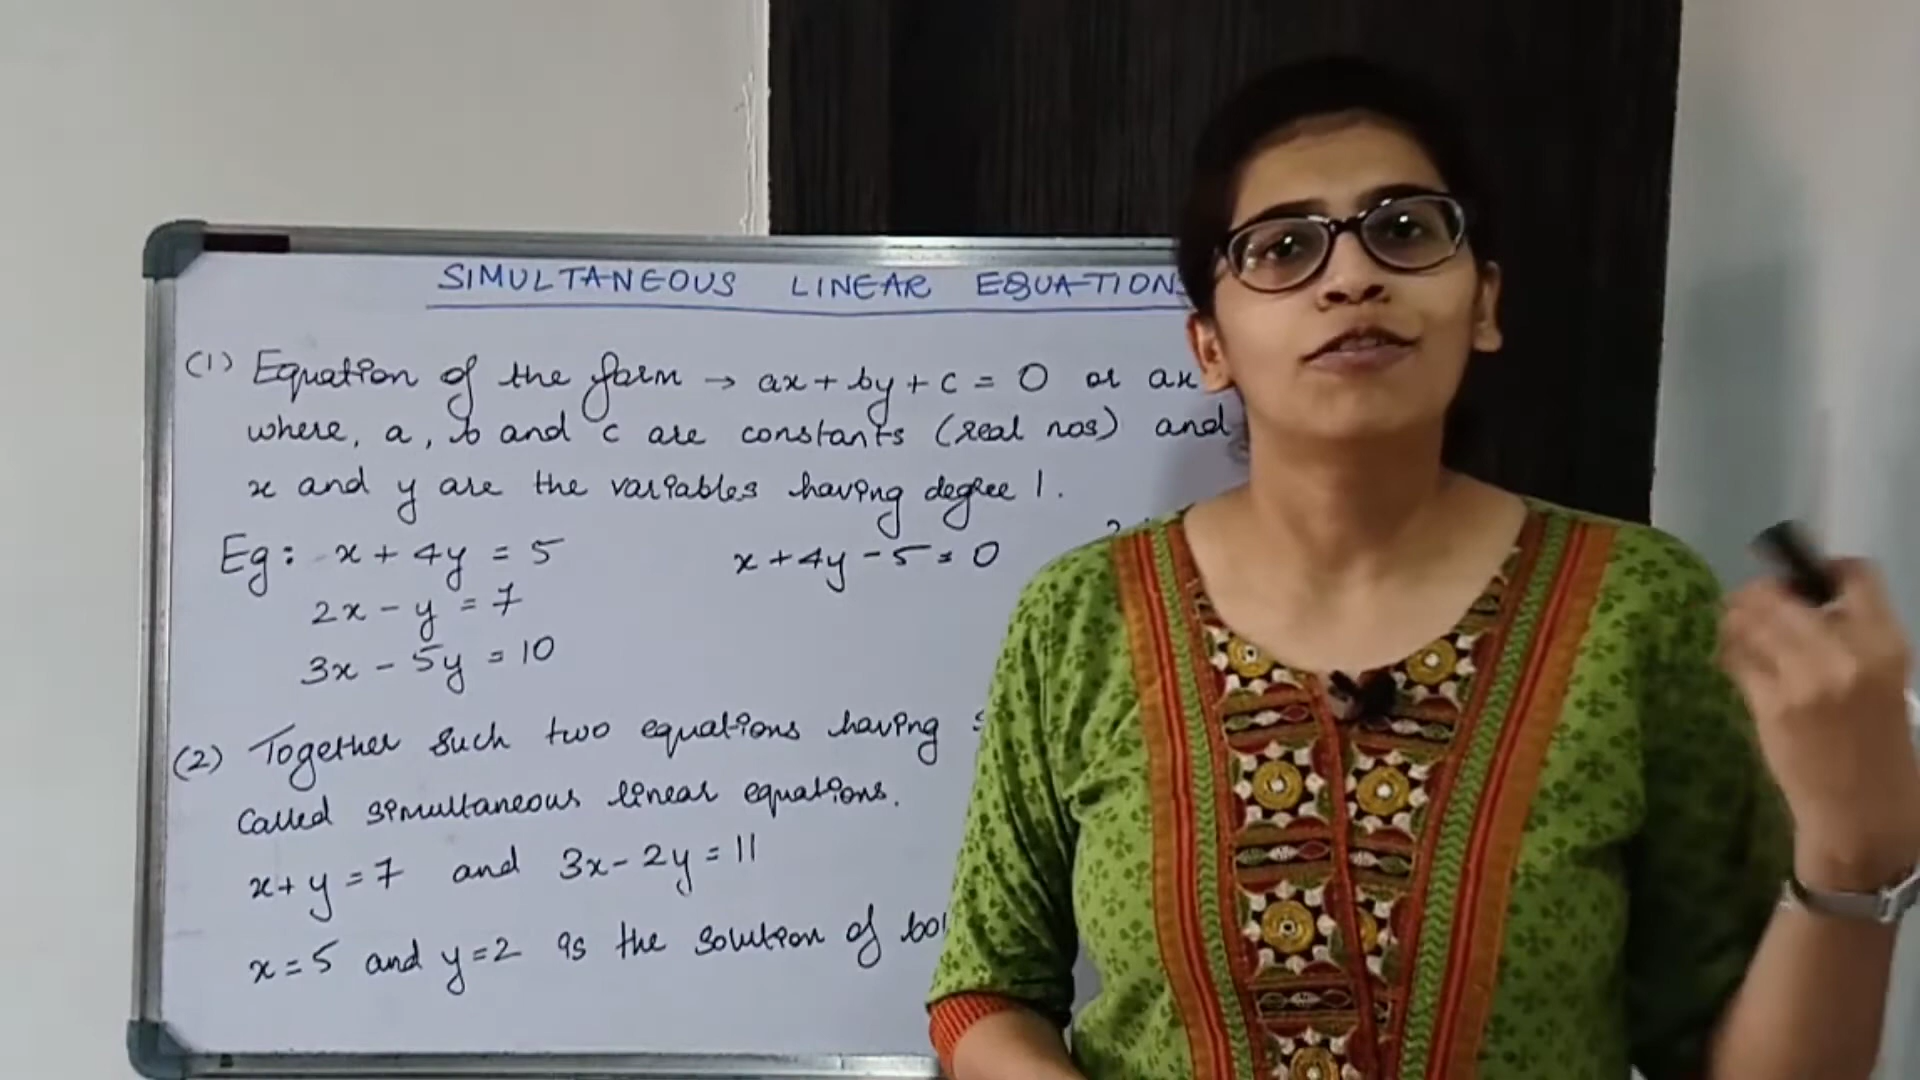 SIMULTANEOUS LINEAR EQUATIONS
(1) Equation of the form → ax + by + c = 0 or ax
where, a, b and c are constants (real nos) and
x and y are the variables having degree 1.
Eg: x + 4y = 5 x + 4y - 5 = 0
2x - y = 7
3x - 5y = 10
(2) Together such two equations having
called simultaneous linear equations.
x + y = 7 and 3x - 2y = 11
x = 5 and y = 2 is the solution of